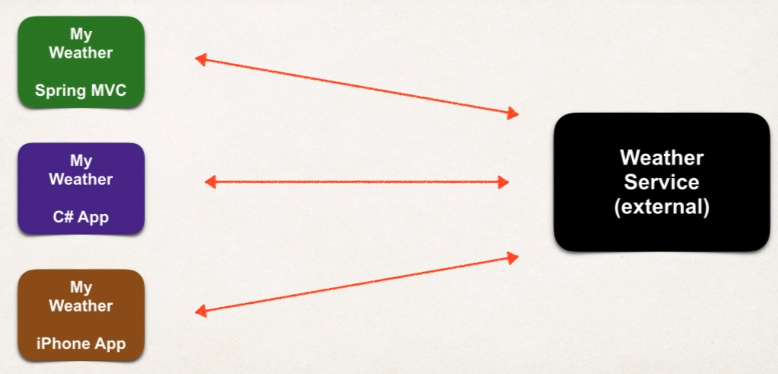 My
Weather
Spring MVC
My
Weather
C# App
My
Weather
iPhone App
Weather
Service
(external)